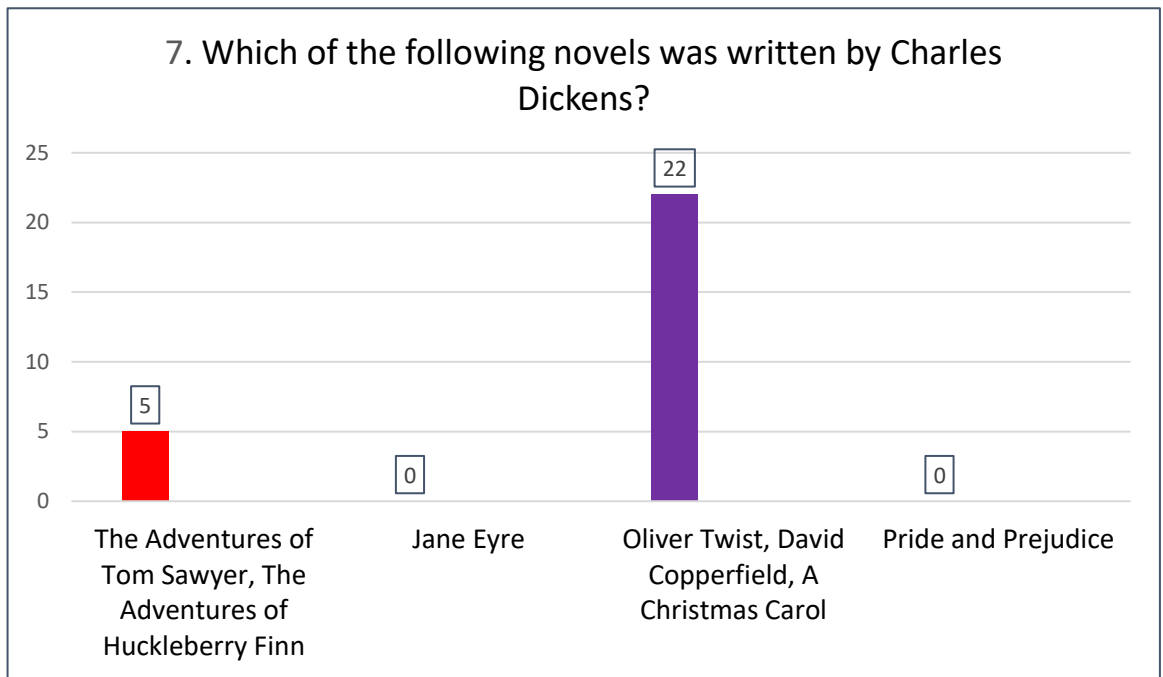 7. Which of the following novels was written by Charles
Dickens?
25
22
20
15
10
5
5
0
0
0
The Adventures of
Tom Sawyer, The
Adventures of
Huckleberry Finn
Jane Eyre
Oliver Twist, David
Copperfield, A
Christmas Carol
Pride and Prejudice